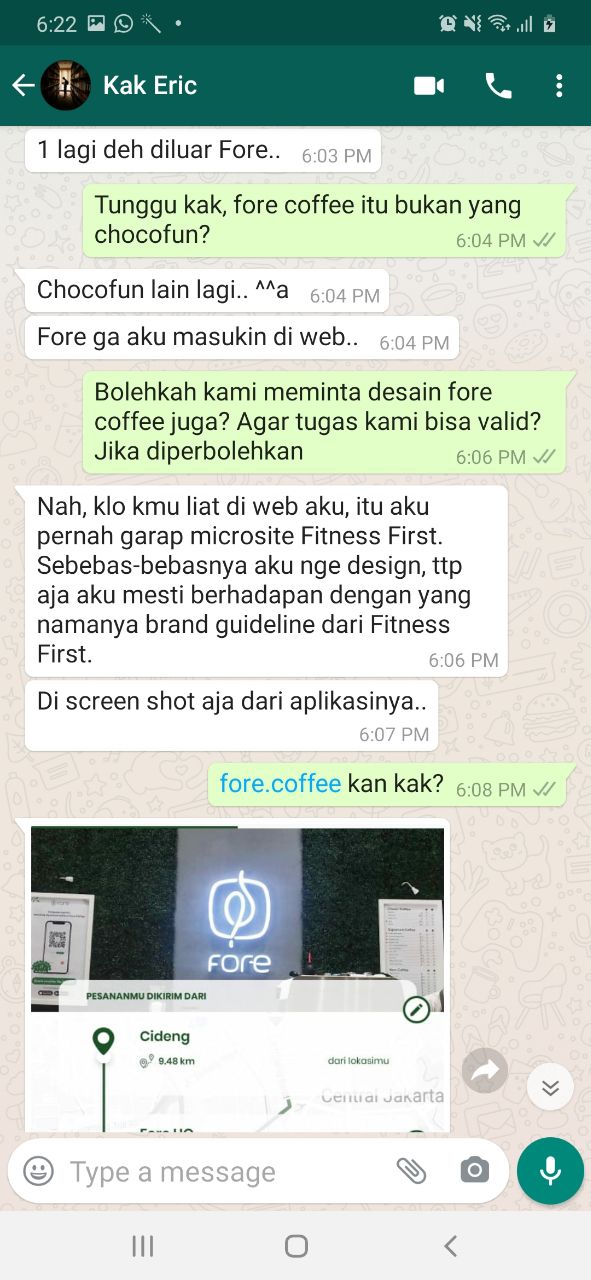 6:22
Kak Eric
1 lagi deh diluar Fore..
6:03 PM
Tunggu kak, fore coffee itu bukan yang
chocofun?
6:04 PM
Chocofun lain lagi.. ^^a
6:04 PM
Fore ga aku masukin di web..
6:04 PM
Bolehkah kami meminta desain fore
coffee juga? Agar tugas kami bisa valid?
Jika diperbolehkan
6:06 PM
Nah, klo kmu liat di web aku, itu aku
pernah garap microsite Fitness First.
Sebebas-bebasnya aku nge design, ttp
aja aku mesti berhadapan dengan yang
namanya brand guideline dari Fitness
First.
6:06 PM
Di screen shot aja dari aplikasinya..
6:07 PM
fore.coffee kan kak?
6:08 PM
FORE
PESANANMU DIKIRIM DARI
Cideng
9.48 km
dari lokasimu
Central Jakarta
Fore HQ
Type a message